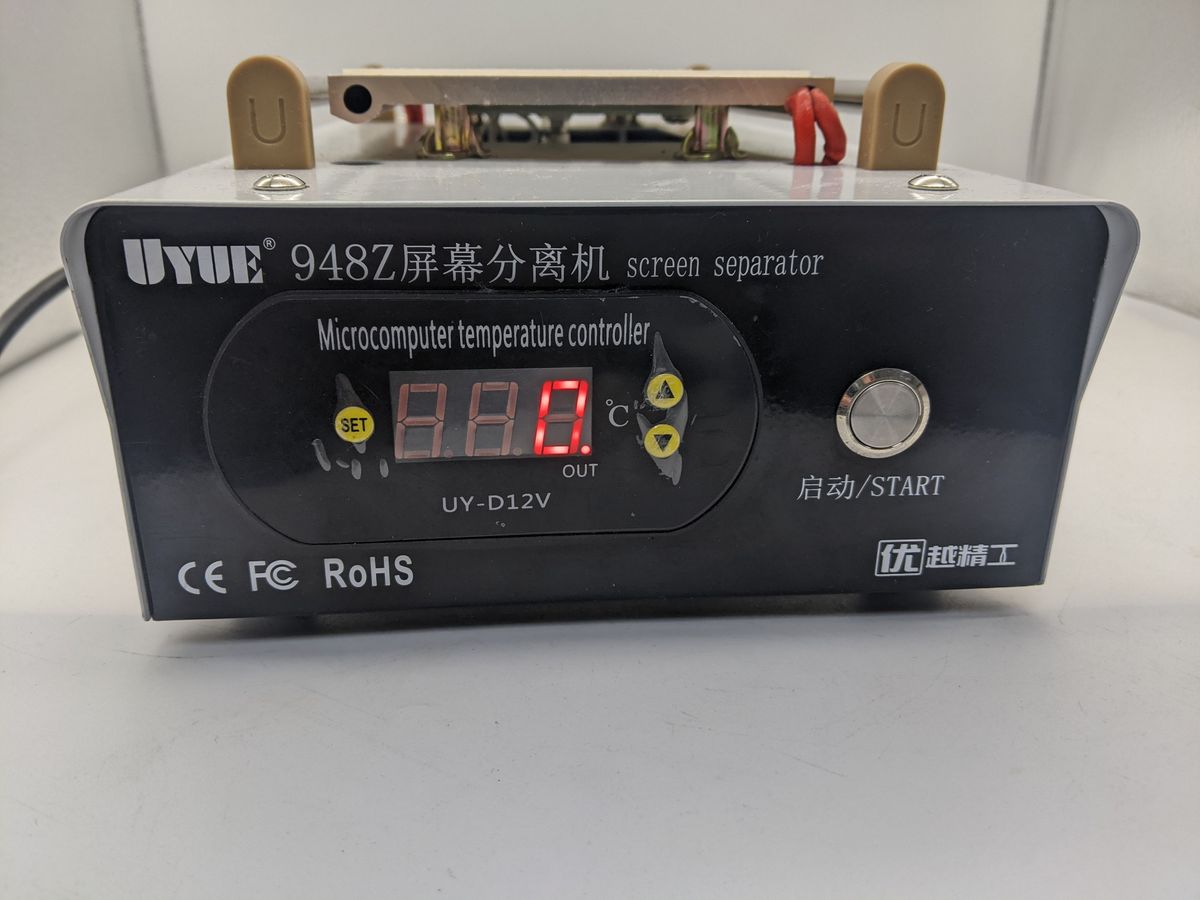 U
U
UYUE® 948Z屏幕分离机 screen separator
Microcomputer temperature controller
SET
0.
℃
OUT
UY-D12V
启动/START
CE FC RoHS
优越精工